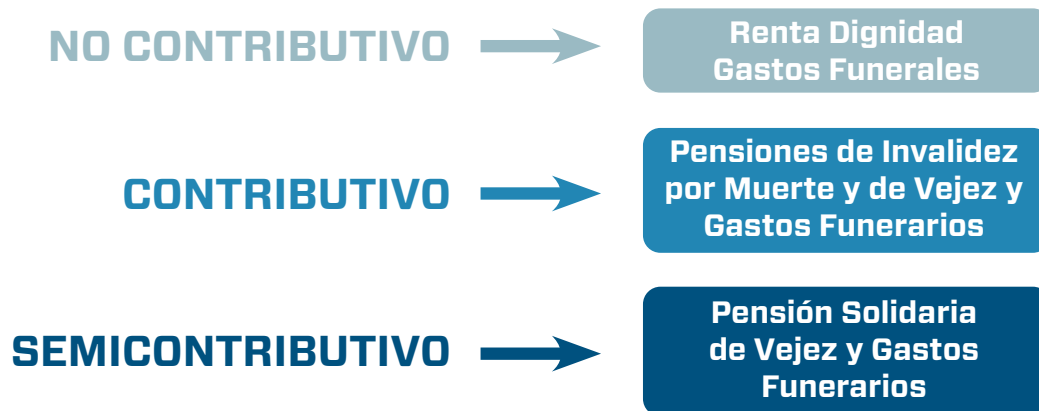 NO CONTRIBUTIVO
Renta Dignidad
Gastos Funerales
CONTRIBUTIVO
Pensiones de Invalidez
por Muerte y de Vejez y
Gastos Funerarios
SEMICONTRIBUTIVO
Pensión Solidaria
de Vejez y Gastos
Funerarios